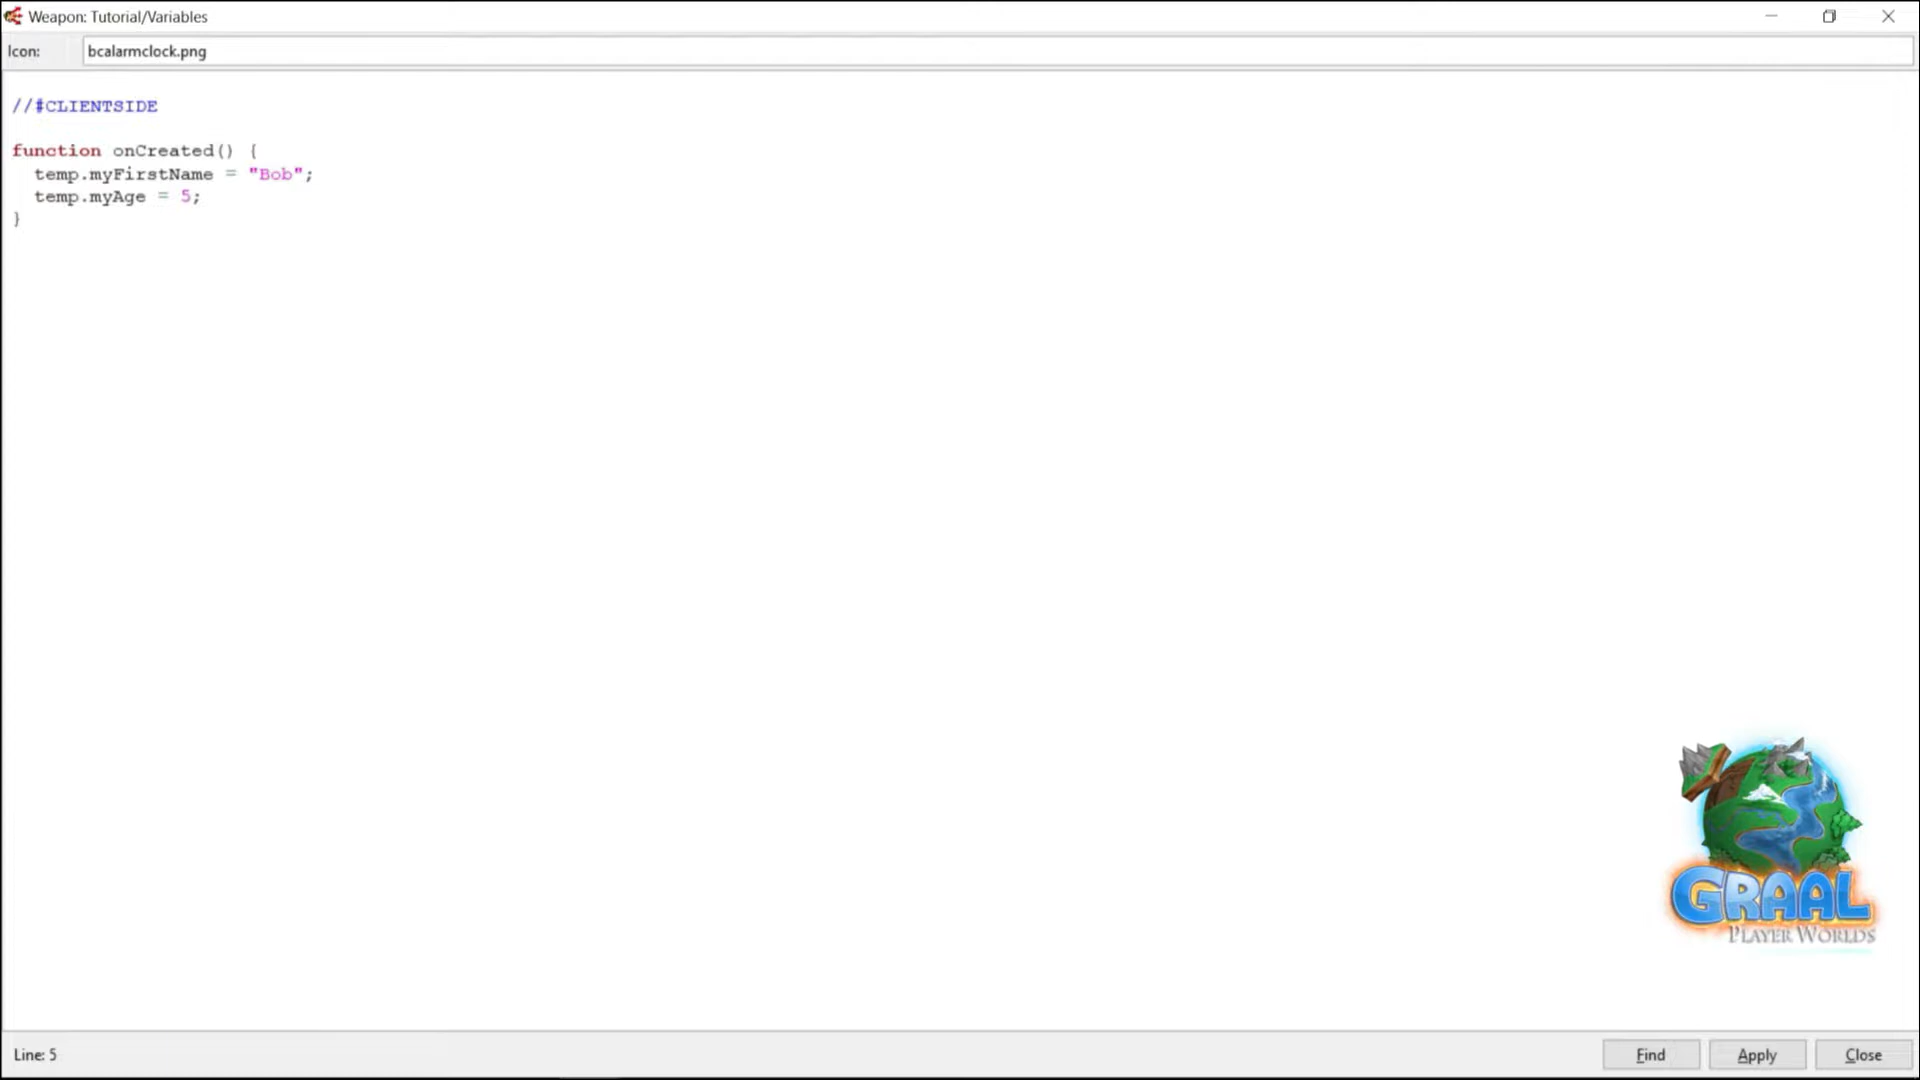 Weapon: Tutorial/Variables
Icon: bcalarmclock.png
//#CLIENTSIDE
function onCreated() {
  temp.myFirstName = "Bob";
  temp.myAge = 5;
}
GRAAL
PLAYER WORLDS
Line: 5
Find Apply Close